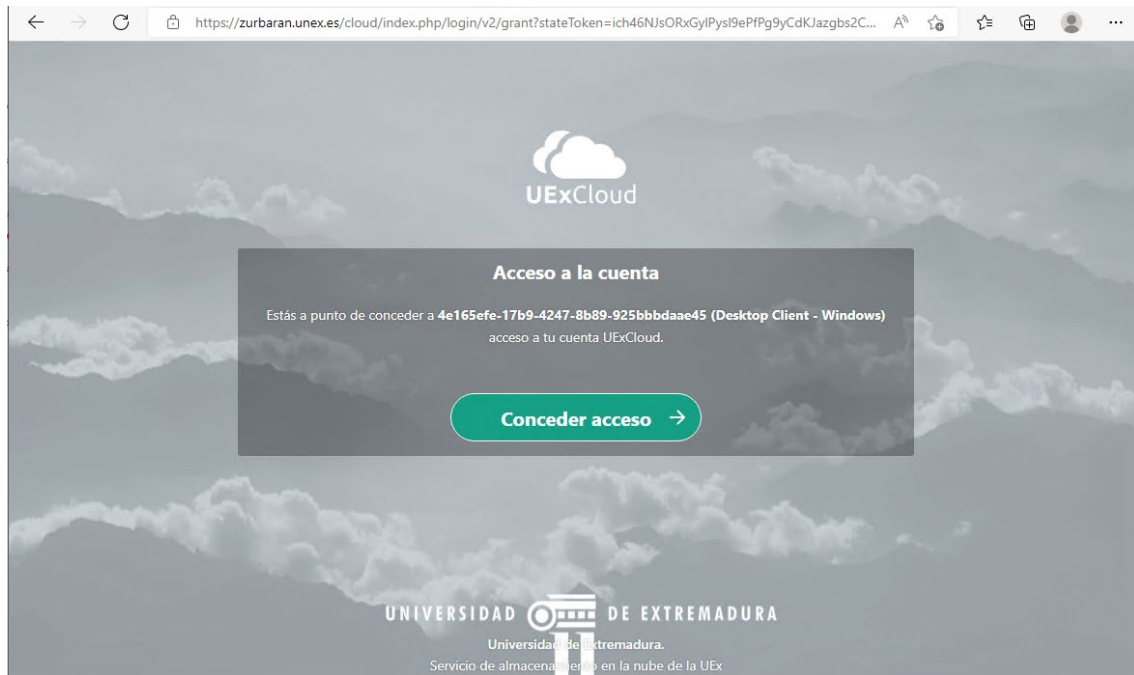 https://zurbaran.unex.es/cloud/index.php/login/v2/grant?stateToken=ich46NJsORxGylPysI9ePfPg9yCdKJazgbs2C...
UExCloud
Acceso a la cuenta
Estás a punto de conceder a 4e165efe-17b9-4247-8b89-925bbbdaae45 (Desktop Client - Windows)
acceso a tu cuenta UExCloud.
Conceder acceso
UNIVERSIDAD DE EXTREMADURA
Universidad de Extremadura.
Servicio de almacenamiento en la nube de la UEx